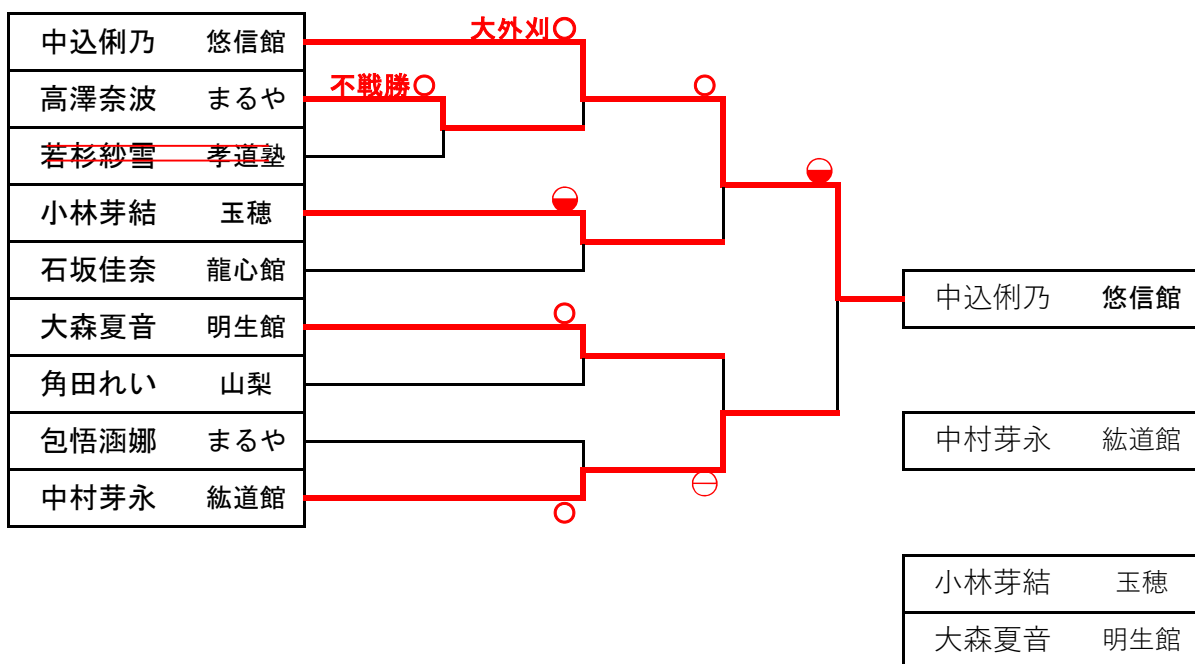 中込俐乃 悠信館
大外刈○
高澤奈波 まるや
不戦勝○
若杉紗雪 孝道塾
小林芽結 玉穂
石坂佳奈 龍心館
大森夏音 明生館
角田れい 山梨
包悟涵娜 まるや
中村芽永 紘道館
中込俐乃 悠信館
中村芽永 紘道館
小林芽結 玉穂
大森夏音 明生館